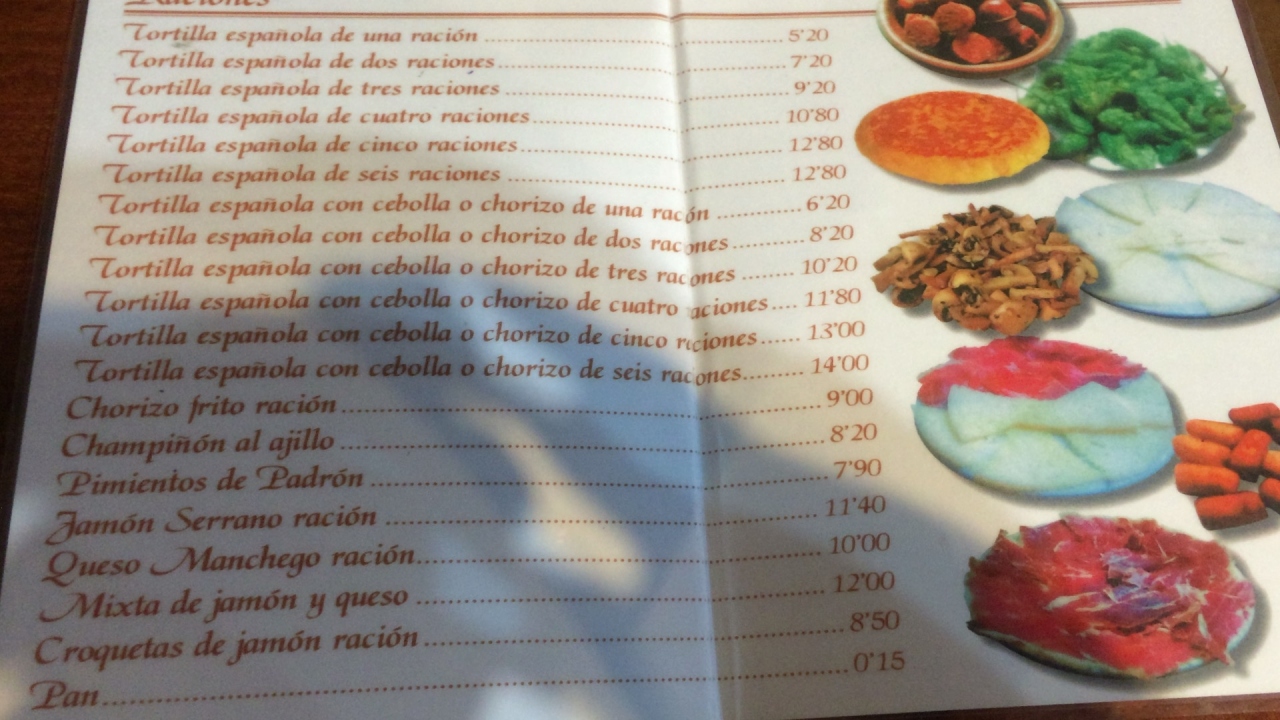 Raciones
Tortilla española de una ración 5'20
Tortilla española de dos raciones 7'20
Tortilla española de tres raciones 9'20
Tortilla española de cuatro raciones 10'80
Tortilla española de cinco raciones 12'80
Tortilla española de seis raciones 12'80
Tortilla española con cebolla o chorizo de una ración 6'20
Tortilla española con cebolla o chorizo de dos raciones 8'20
Tortilla española con cebolla o chorizo de tres raciones 10'20
Tortilla española con cebolla o chorizo de cuatro raciones 11'80
Tortilla española con cebolla o chorizo de cinco raciones 13'00
Tortilla española con cebolla o chorizo de seis raciones 14'00
Chorizo frito ración 9'00
Champiñón al ajillo 8'20
Pimientos de Padrón 7'90
Jamón Serrano ración 11'40
Queso Manchego ración 10'00
Mixta de jamón y queso 12'00
Croquetas de jamón ración 8'50
Pan 0'15